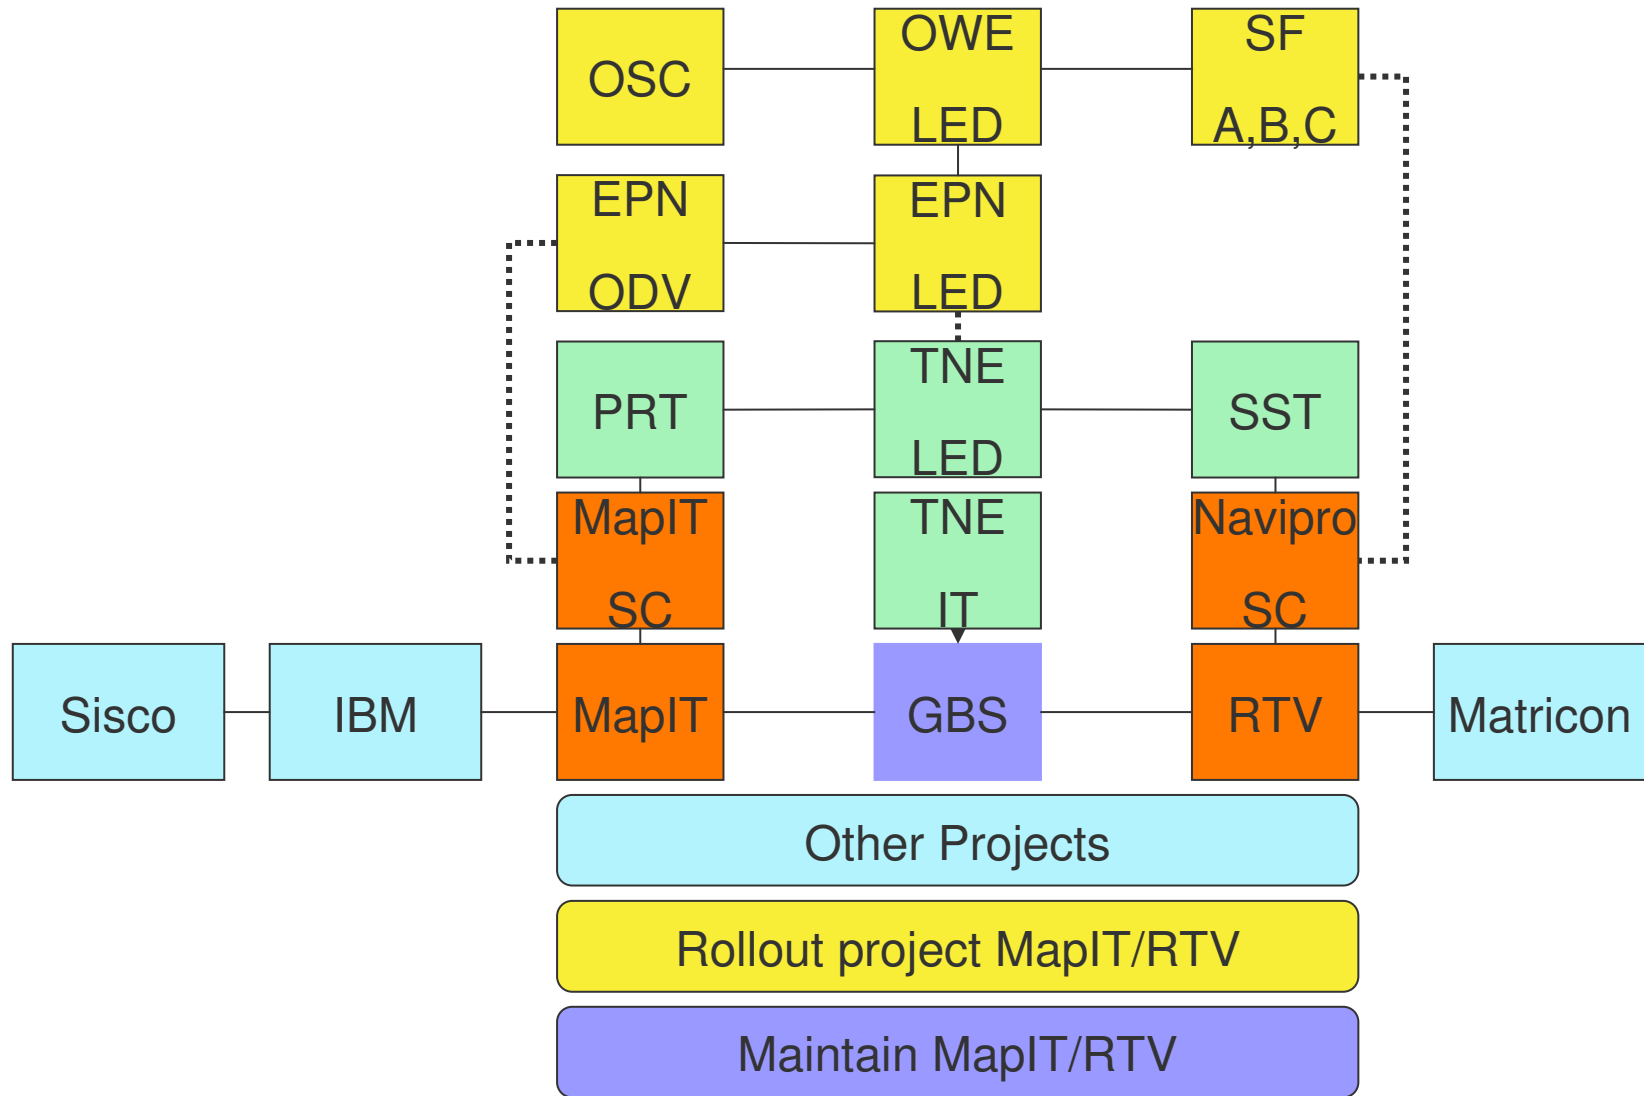 OSC
OWE
LED
SF
A,B,C
EPN
ODV
EPN
LED
PRT
TNE
LED
SST
MapIT
SC
TNE
IT
Navipro
SC
Sisco
IBM
MapIT
GBS
RTV
Matricon
Other Projects
Rollout project MapIT/RTV
Maintain MapIT/RTV